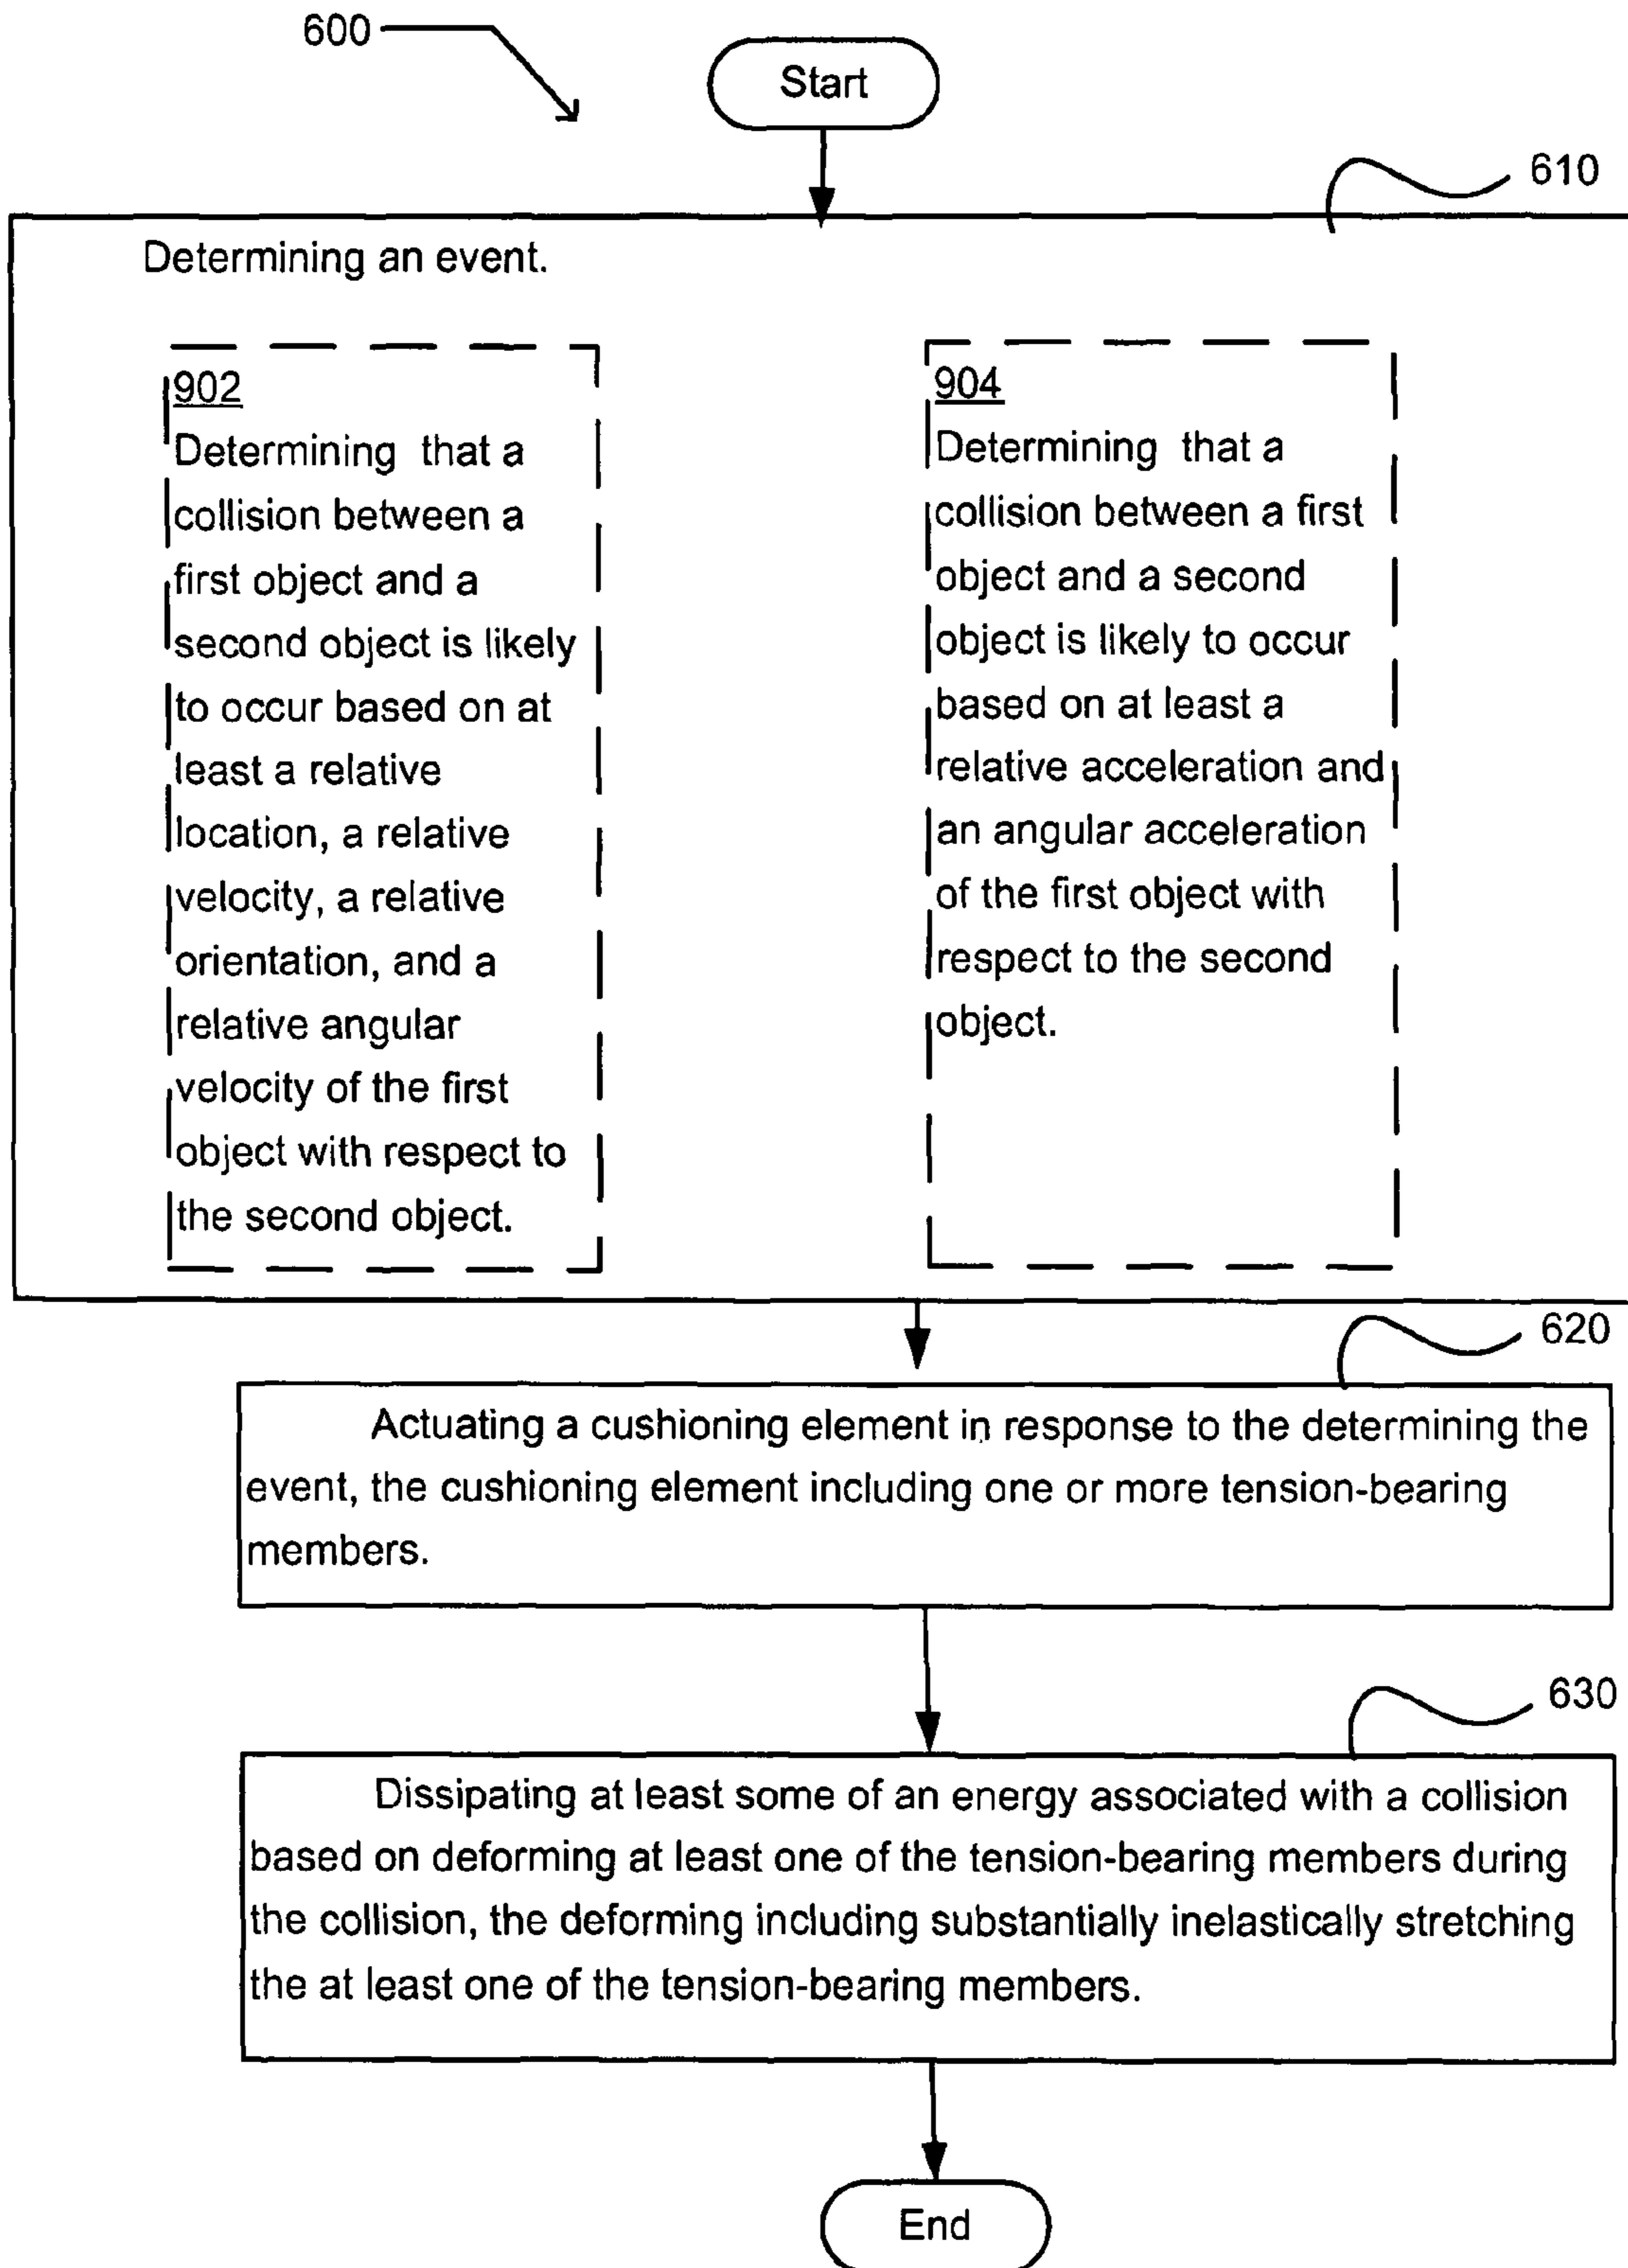 600
Start
610
Determining an event.
902
Determining that a
collision between a
first object and a
second object is likely
to occur based on at
least a relative
location, a relative
velocity, a relative
orientation, and a
relative angular
velocity of the first
object with respect to
the second object.
904
Determining that a
collision between a first
object and a second
object is likely to occur
based on at least a
relative acceleration and
an angular acceleration
of the first object with
respect to the second
object.
620
Actuating a cushioning element in response to the determining the
event, the cushioning element including one or more tension-bearing
members.
630
Dissipating at least some of an energy associated with a collision
based on deforming at least one of the tension-bearing members during
the collision, the deforming including substantially inelastically stretching
the at least one of the tension-bearing members.
End